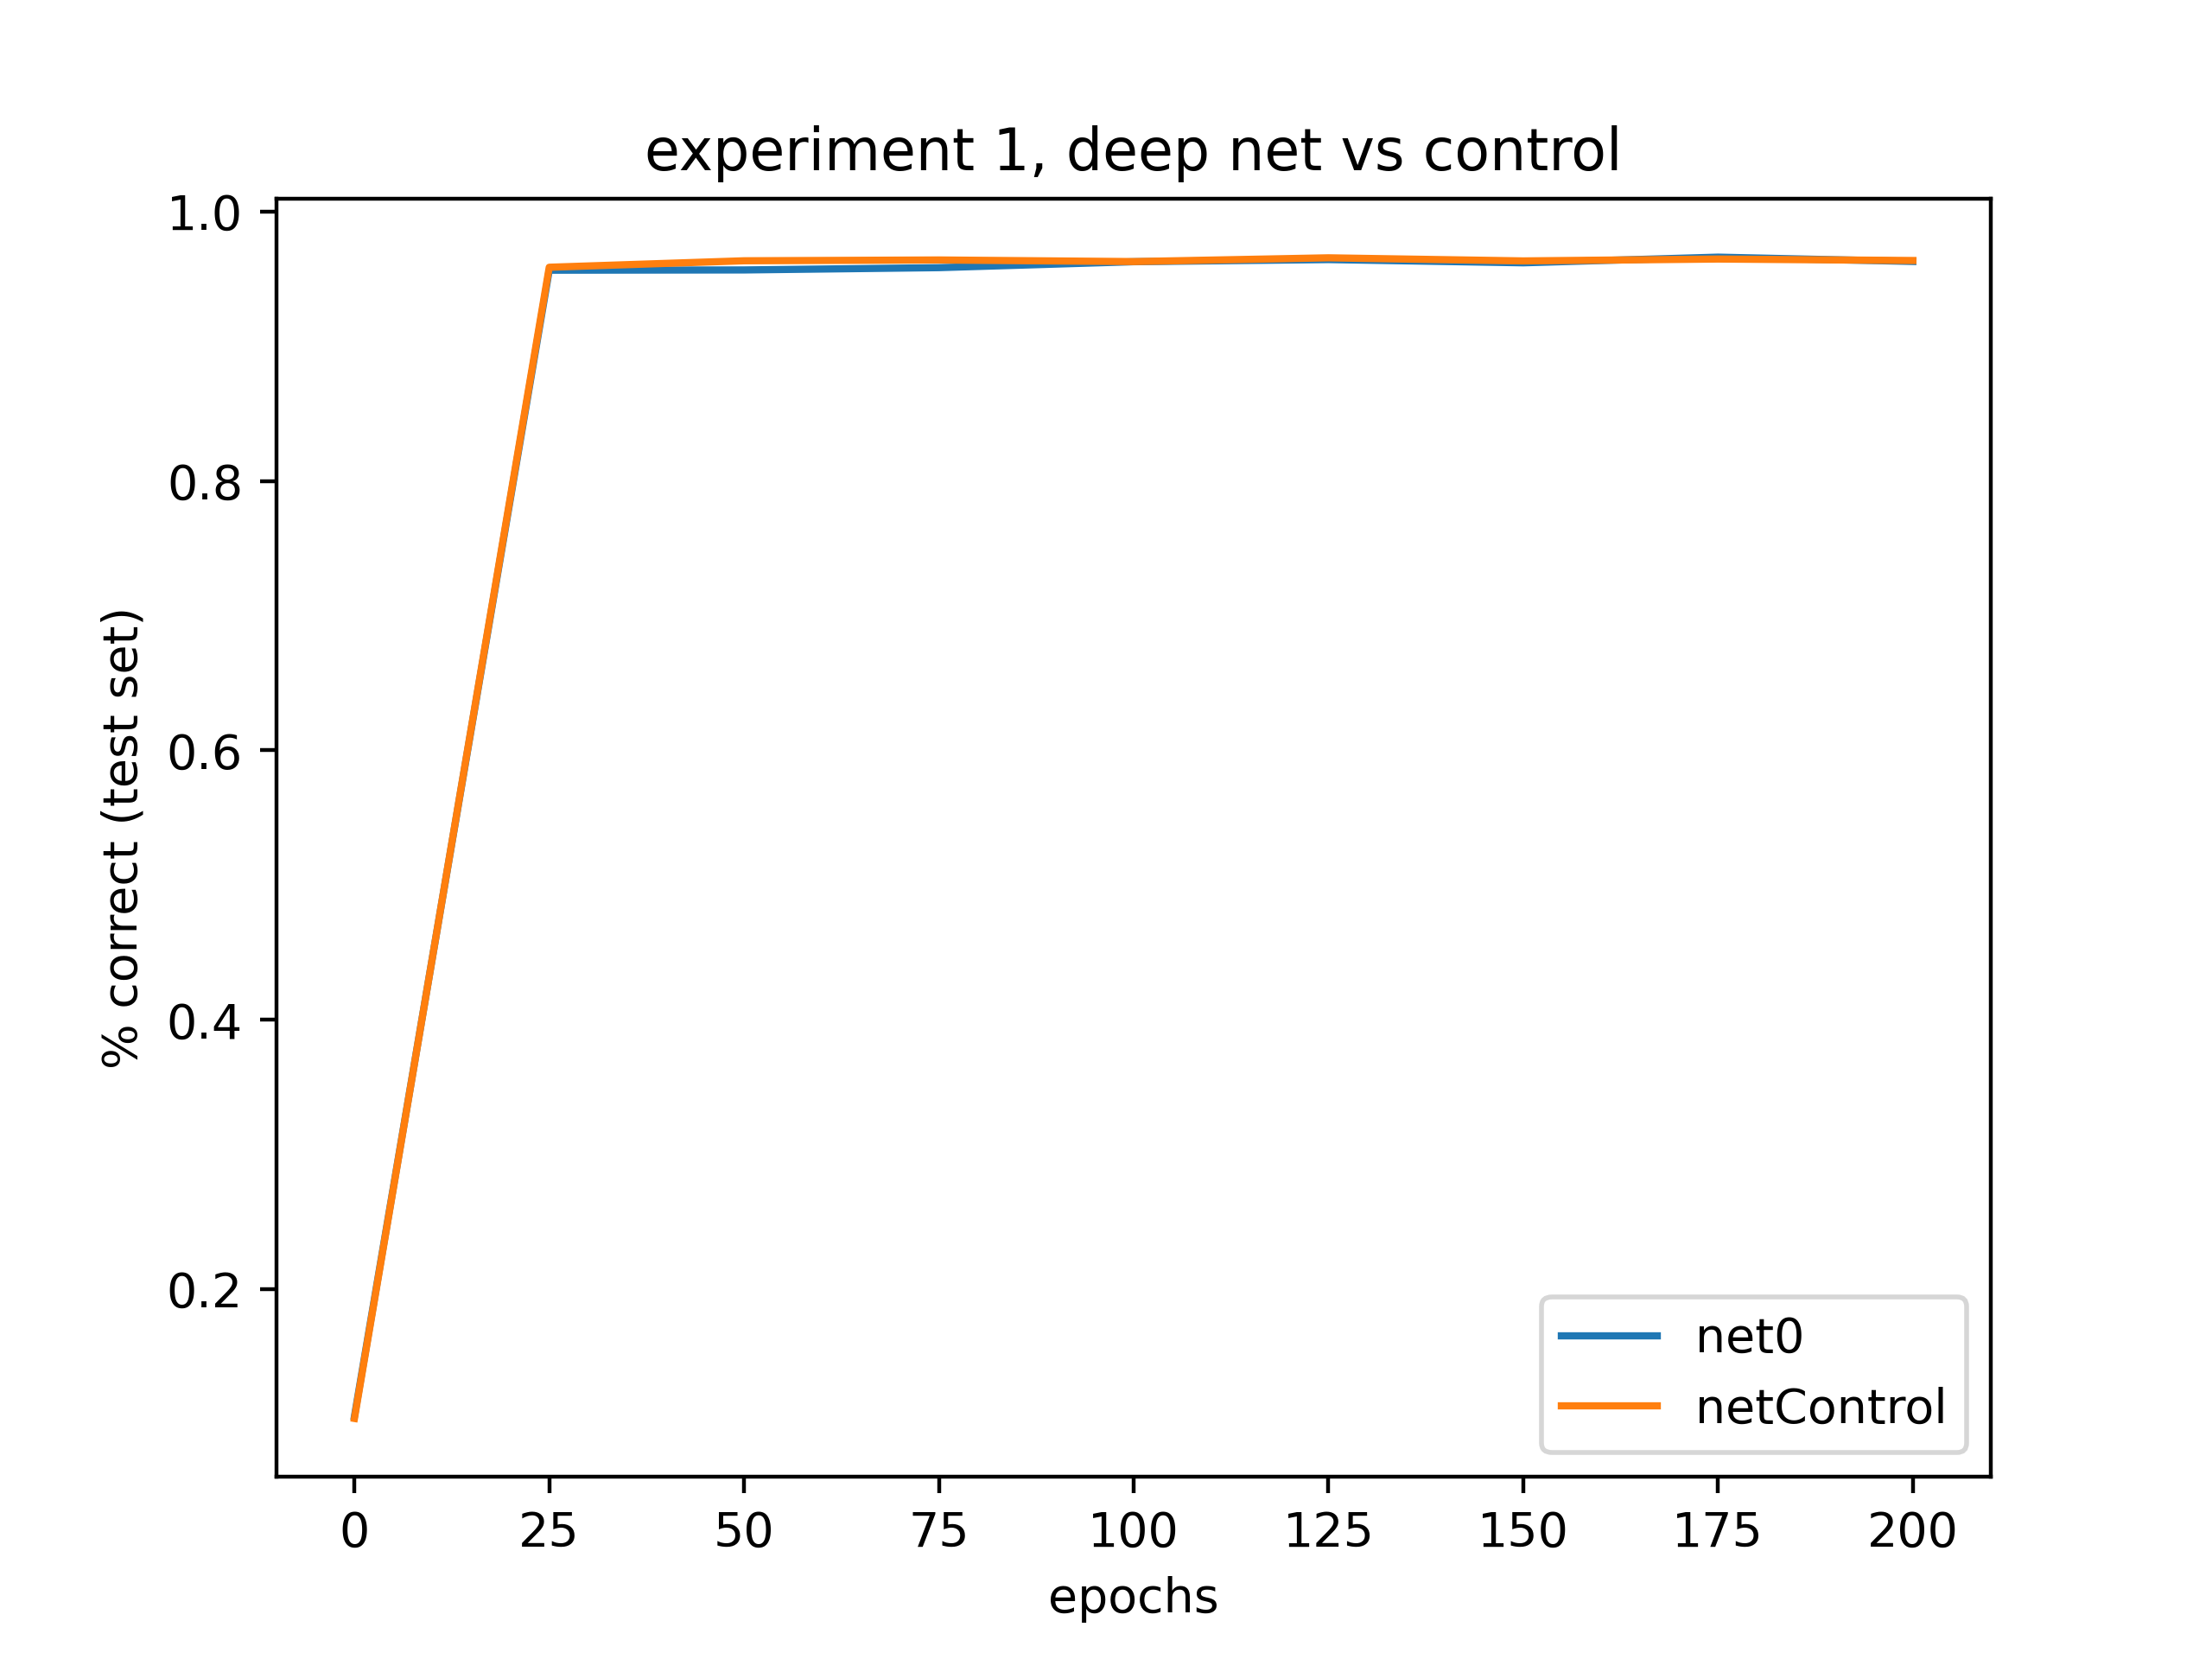 experiment 1, deep net vs control
1.0
0.8
0.6
0.4
0.2
% correct (test set)
0 25 50 75 100 125 150 175 200
epochs
net0
netControl